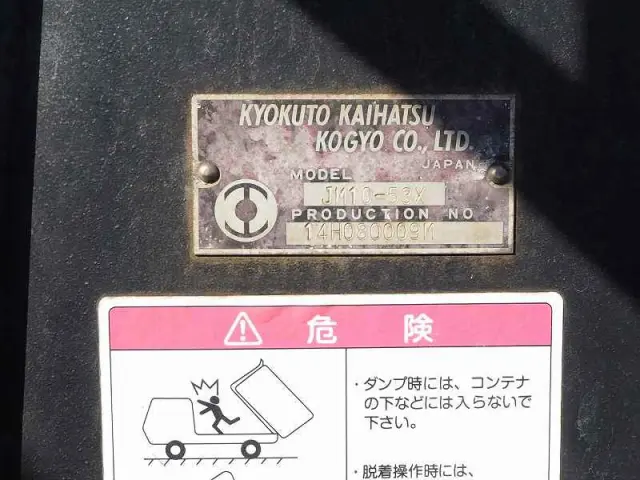 KYOKUTO KAIHATSU
KOGYO CO., LTD.
JAPAN
MODEL
JM10-53X
PRODUCTION NO
14H080009M
危 険
・ダンプ時には、コンテナ
の下などには入らないで
下さい。
・脱着操作時には、